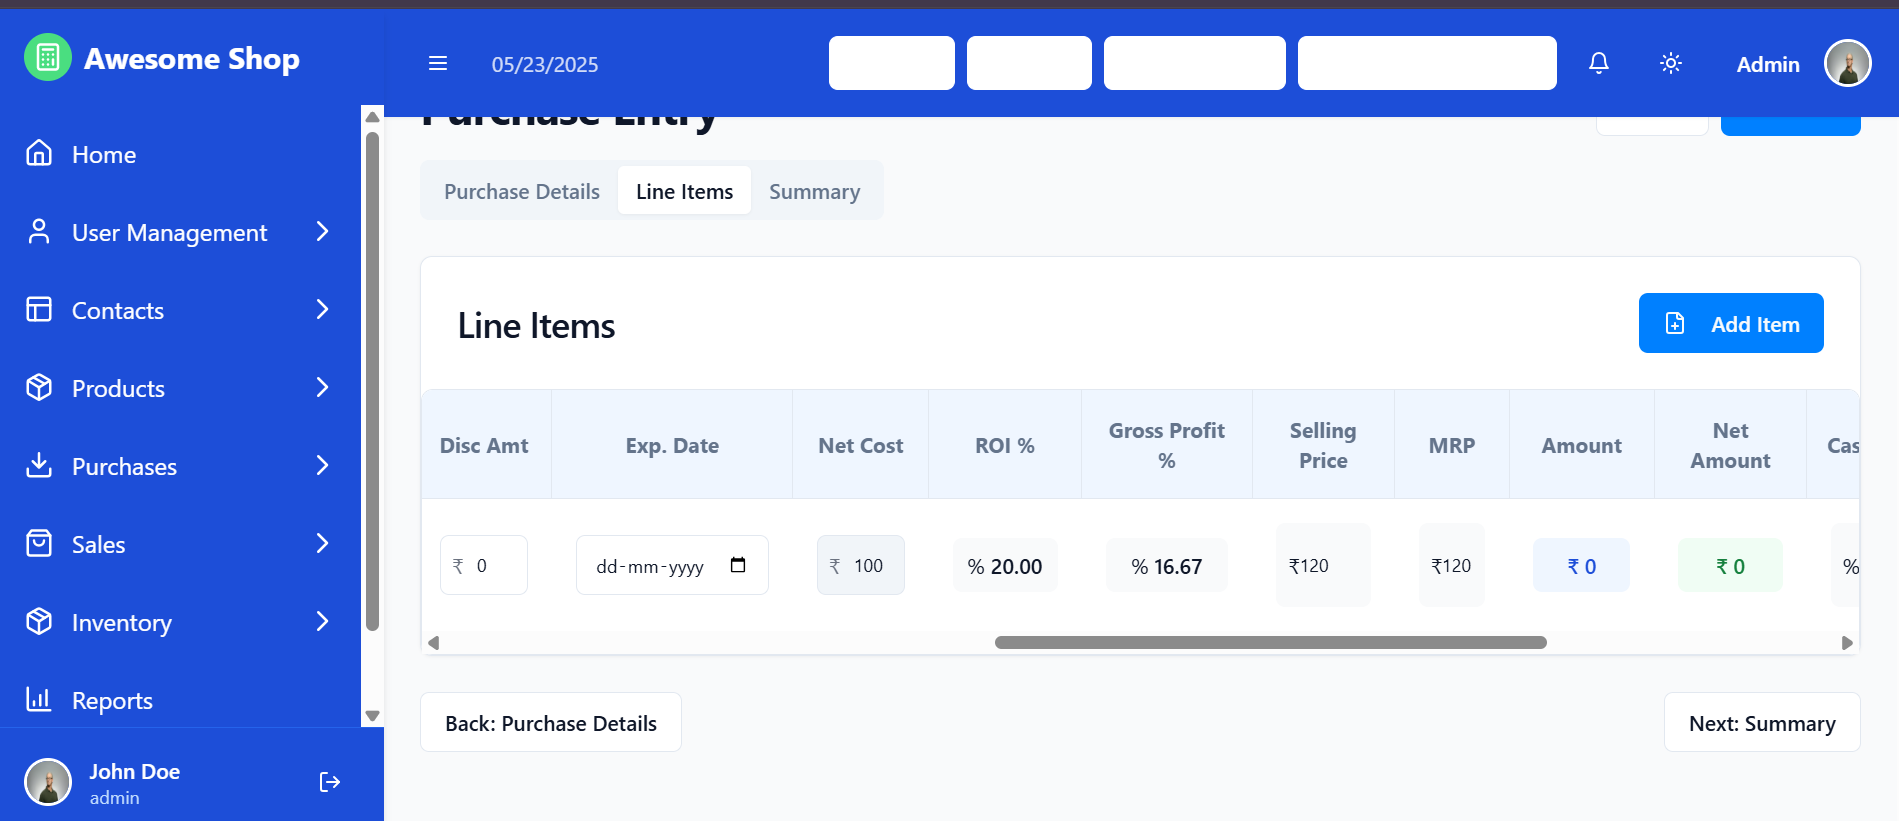 Awesome Shop
05/23/2025
Admin
Home
User Management
Contacts
Products
Purchases
Sales
Inventory
Reports
John Doe
admin
Purchase Entry
Purchase Details
Line Items
Summary
Line Items
Add Item
Disc Amt
Exp. Date
Net Cost
ROI %
Gross Profit
%
Selling
Price
MRP
Amount
Net
Amount
Cas
₹ 0
dd-mm-yyyy
₹ 100
% 20.00
% 16.67
₹120
₹120
₹ 0
₹ 0
%
Back: Purchase Details
Next: Summary